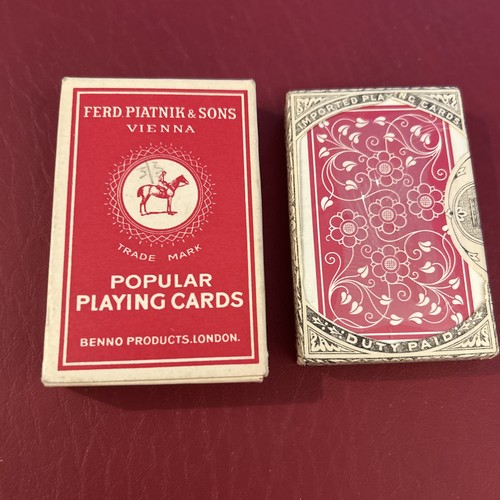 FERD. PIATNIK & SONS
VIENNA
TRADE MARK
POPULAR
PLAYING CARDS
BENNO PRODUCTS. LONDON.
IMPORTED PLAYING CARDS
DUTY PAID